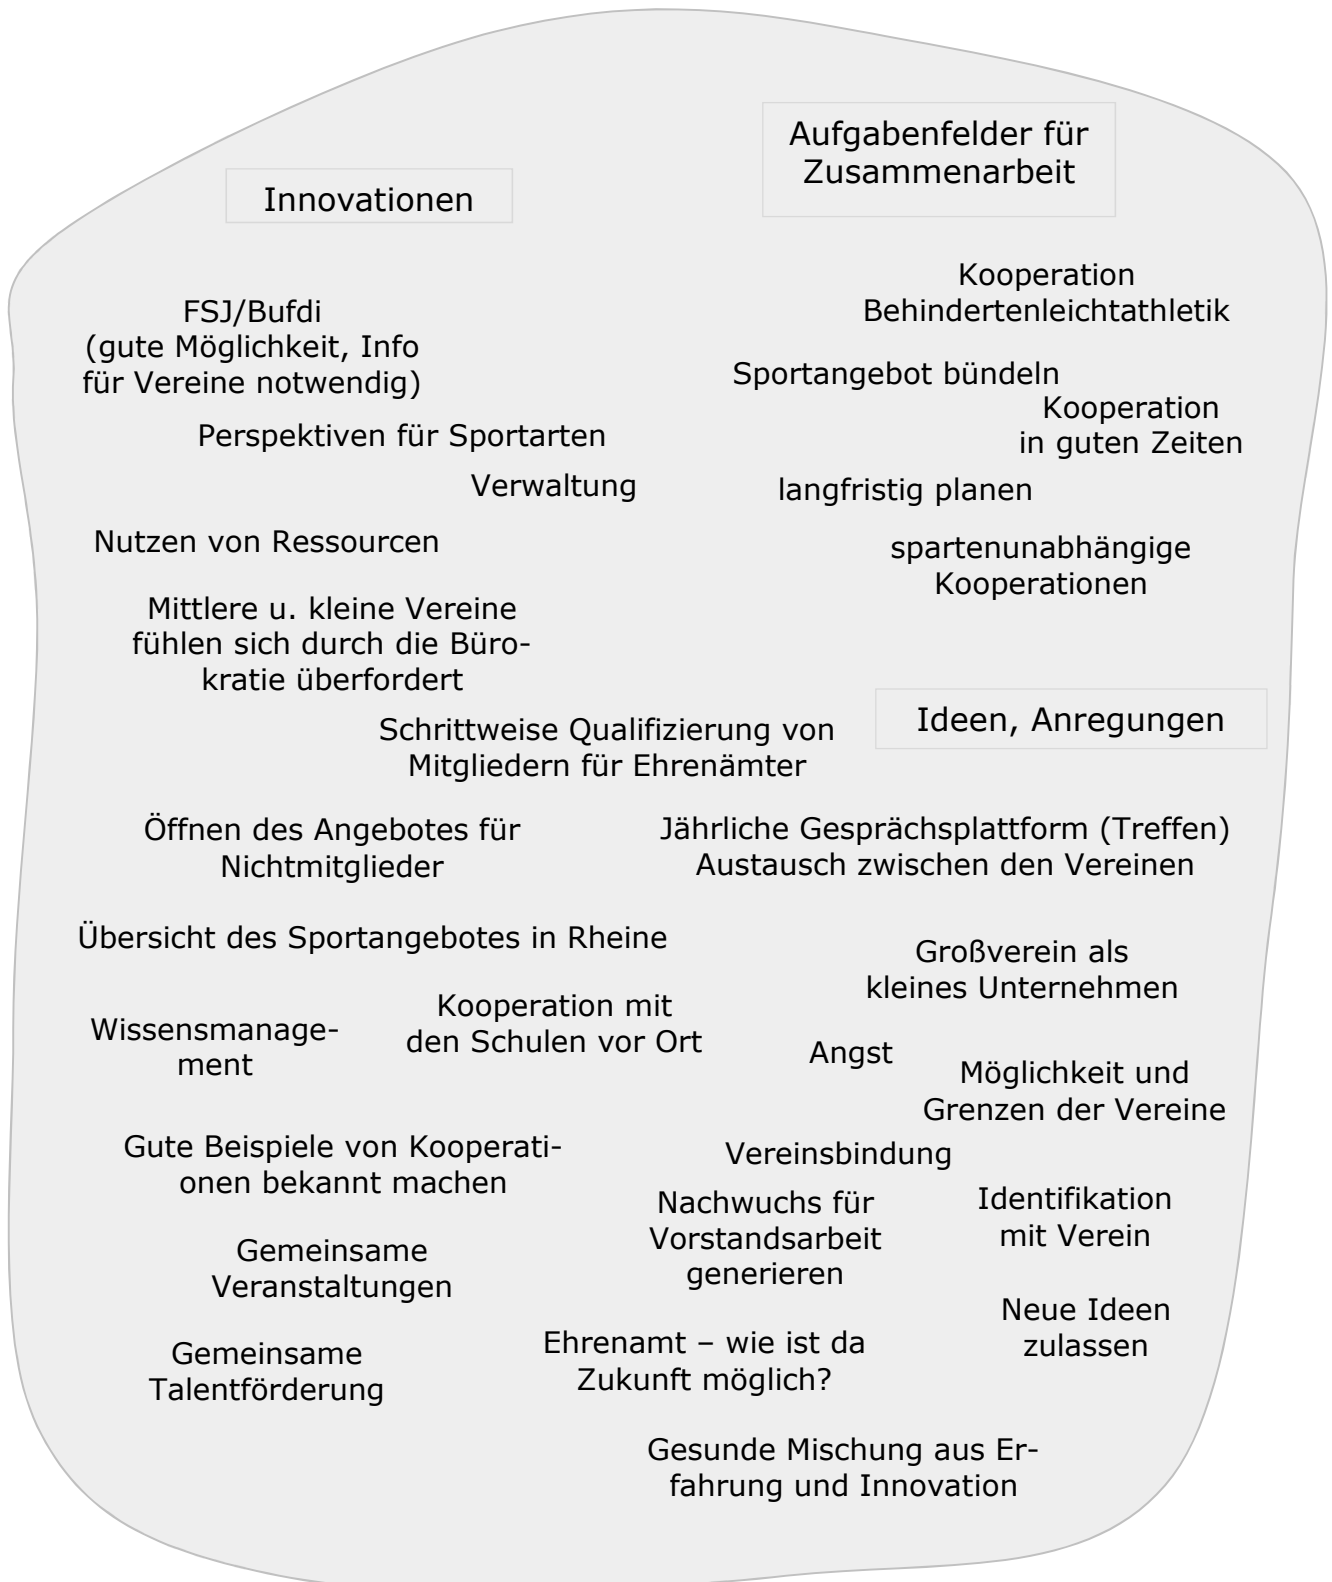 Innovationen
FSJ/Bufdi
(gute Möglichkeit, Info
für Vereine notwendig)
Perspektiven für Sportarten
Verwaltung
Nutzen von Ressourcen
Mittlere u. kleine Vereine
fühlen sich durch die Büro-
kratie überfordert
Schrittweise Qualifizierung von
Mitgliedern für Ehrenämter
Öffnen des Angebotes für
Nichtmitglieder
Übersicht des Sportangebotes in Rheine
Kooperation mit
den Schulen vor Ort
Wissensmanage-
ment
Gute Beispiele von Kooperati-
onen bekannt machen
Gemeinsame
Veranstaltungen
Gemeinsame
Talentförderung
Aufgabenfelder für
Zusammenarbeit
Kooperation
Behindertenleichtathletik
Sportangebot bündeln
Kooperation
in guten Zeiten
langfristig planen
spartenunabhängige
Kooperationen
Ideen, Anregungen
Jährliche Gesprächsplattform (Treffen)
Austausch zwischen den Vereinen
Großverein als
kleines Unternehmen
Angst
Möglichkeit und
Grenzen der Vereine
Vereinsbindung
Nachwuchs für
Vorstandsarbeit
generieren
Identifikation
mit Verein
Neue Ideen
zulassen
Ehrenamt – wie ist da
Zukunft möglich?
Gesunde Mischung aus Er-
fahrung und Innovation